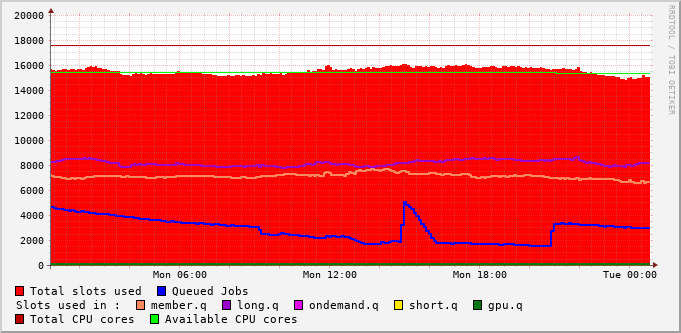 RRDTOOL / TOBI OETIKER
20000
18000
16000
14000
12000
10000
8000
6000
4000
2000
0
Mon 06:00 Mon 12:00 Mon 18:00 Tue 00:00
Total slots used Queued Jobs
Slots used in : member.q long.q ondemand.q short.q gpu.q
Total CPU cores Available CPU cores